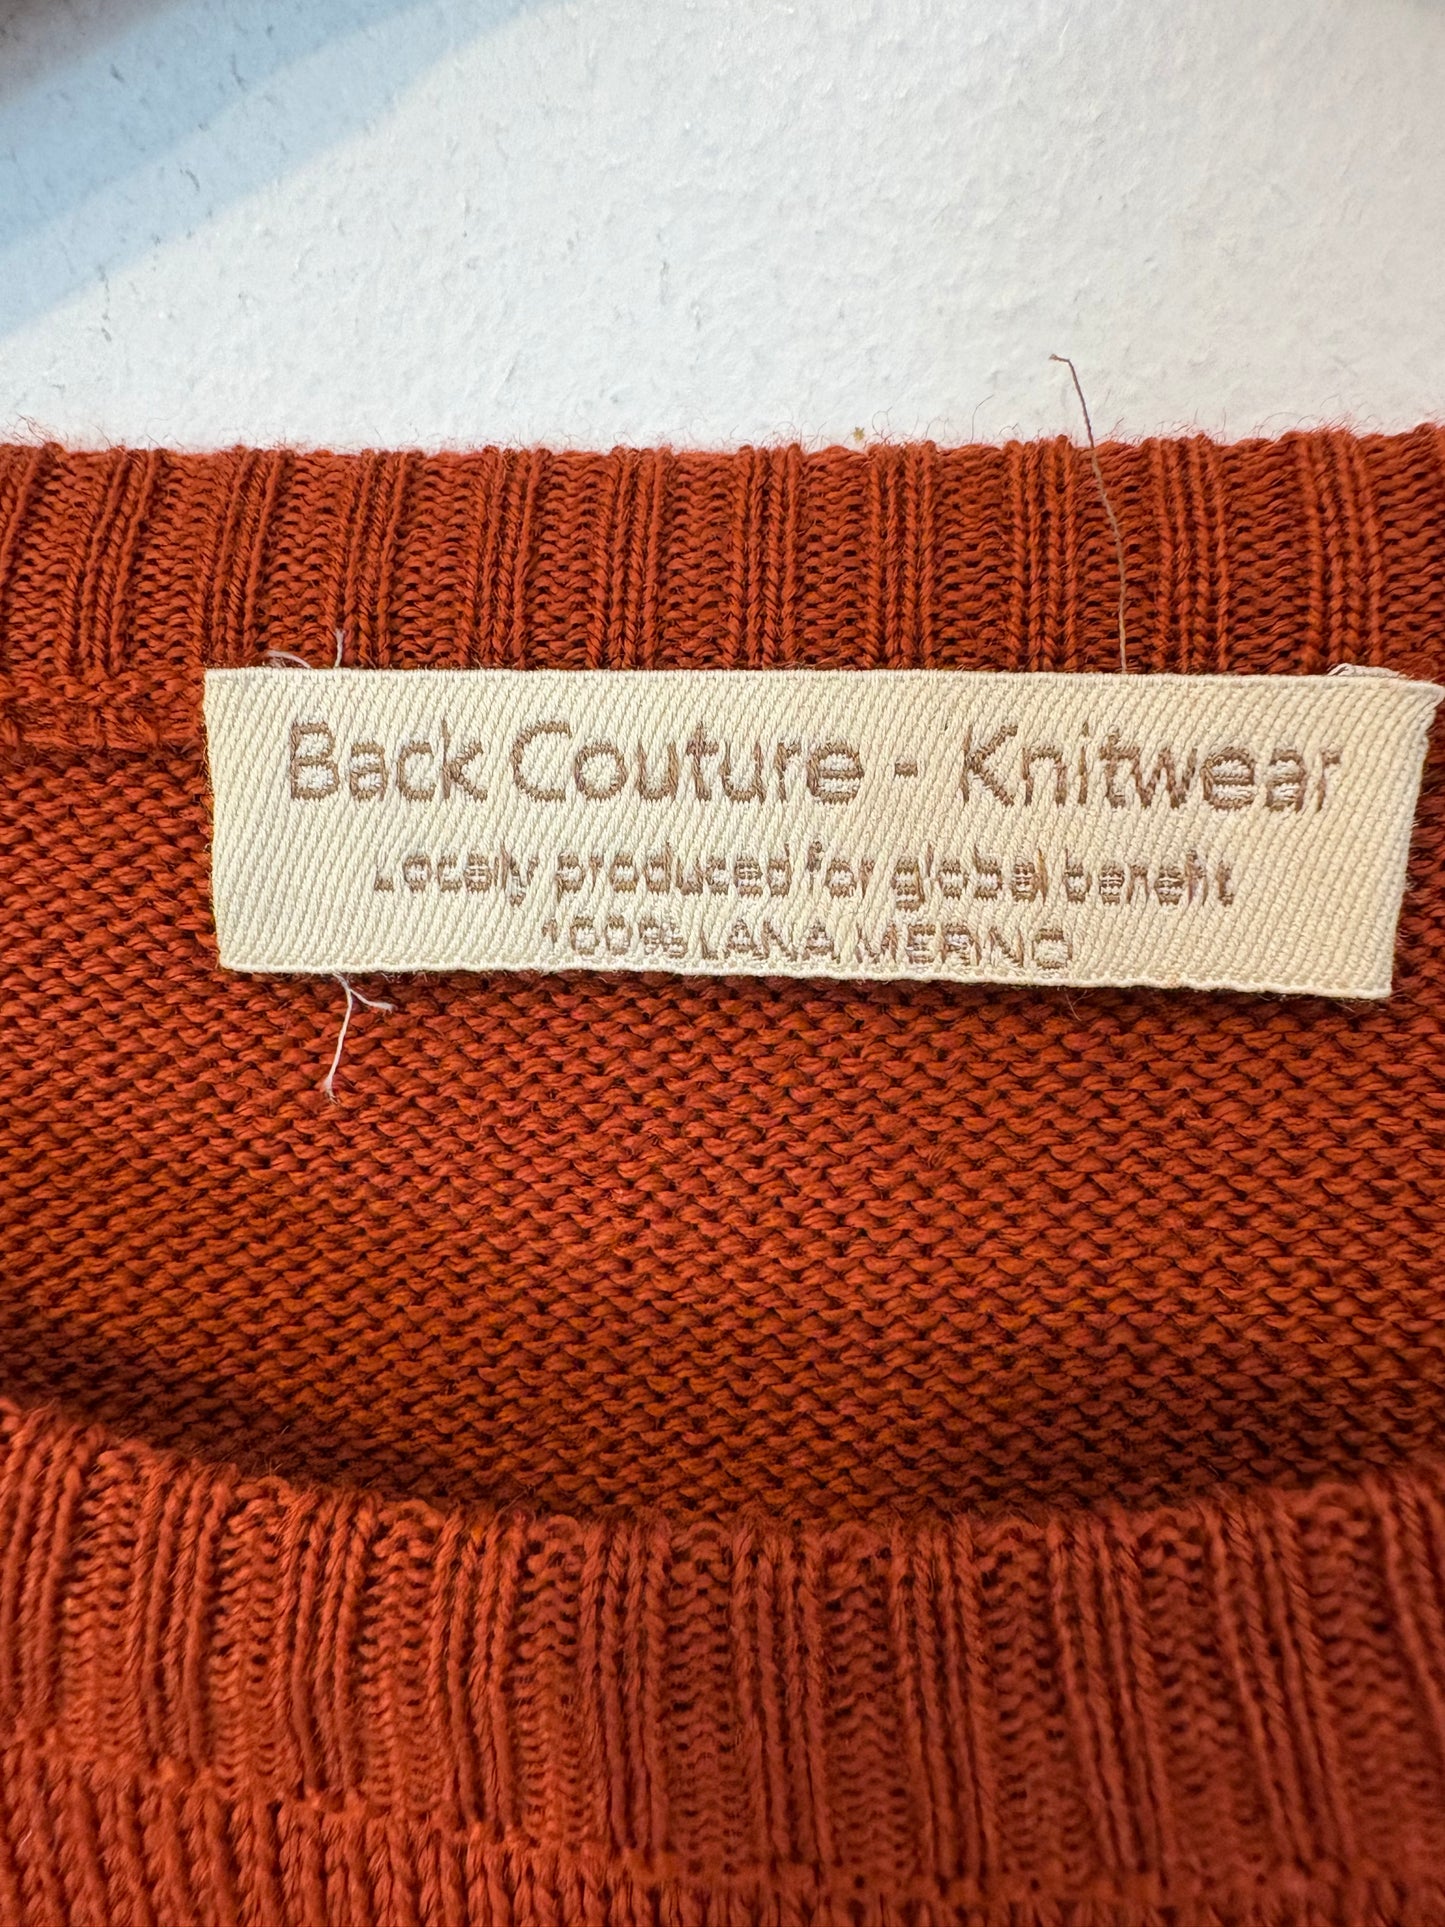 Back Couture - Knitwear
Locally produced for global benefit
100% LANA MERINO